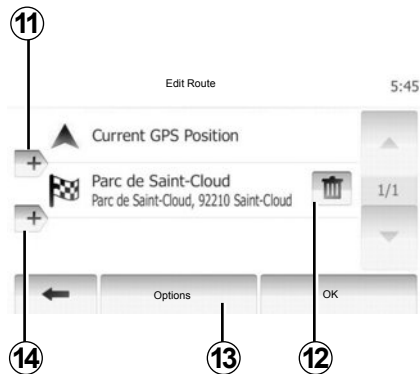 11
Edit Route 5:45
Current GPS Position
+
Parc de Saint-Cloud
Parc de Saint-Cloud, 92210 Saint-Cloud
1/1
+
Options OK
14 13 12